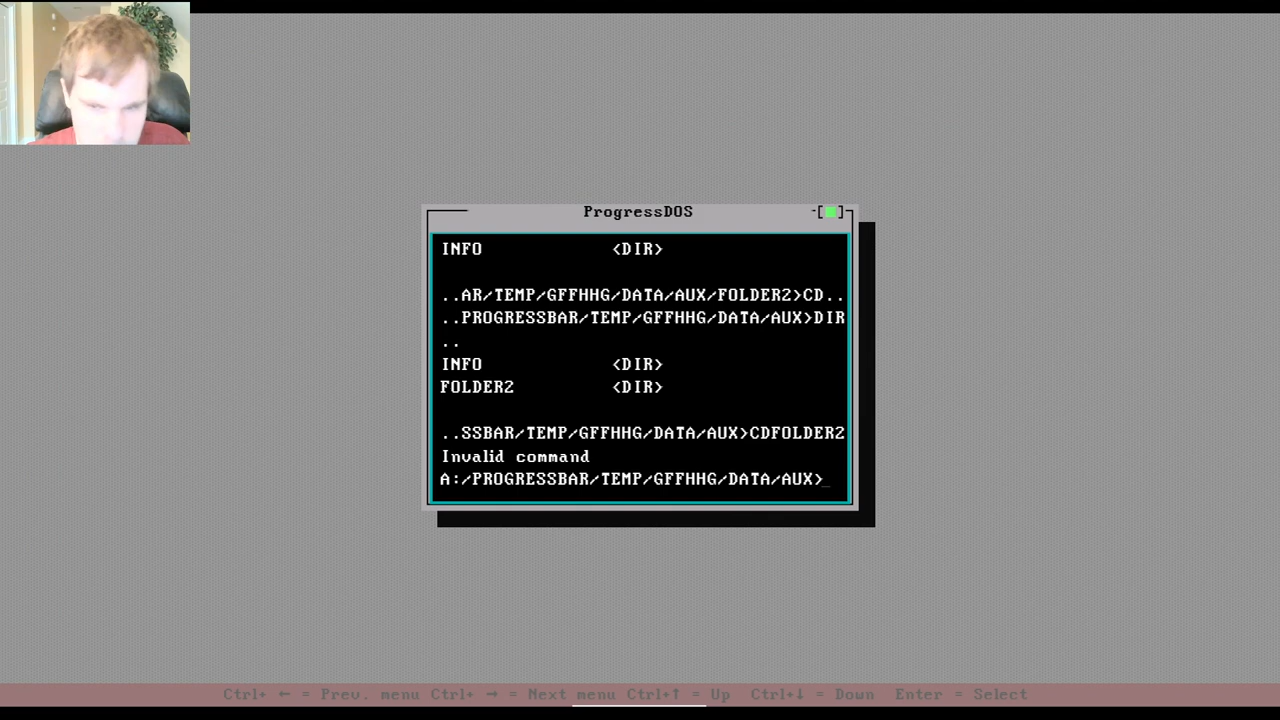 ProgressDOS
INFO <DIR>
..AR/TEMP/GFFHHG/DATA/AUX/FOLDER2>CD..
..PROGRESSBAR/TEMP/GFFHHG/DATA/AUX>DIR
..
INFO <DIR>
FOLDER2 <DIR>
..SSBAR/TEMP/GFFHHG/DATA/AUX>CDFOLDER2
Invalid command
A:/PROGRESSBAR/TEMP/GFFHHG/DATA/AUX>_
Ctrl+ ← = Prev. menu Ctrl+ → = Next menu Ctrl+↑ = Up Ctrl+↓ = Down Enter = Select